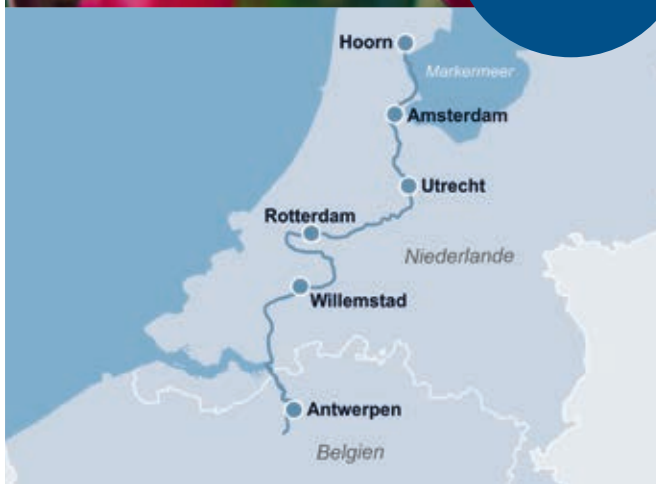 Hoorn
Markermeer
Amsterdam
Utrecht
Rotterdam
Niederlande
Willemstad
Antwerpen
Belgien